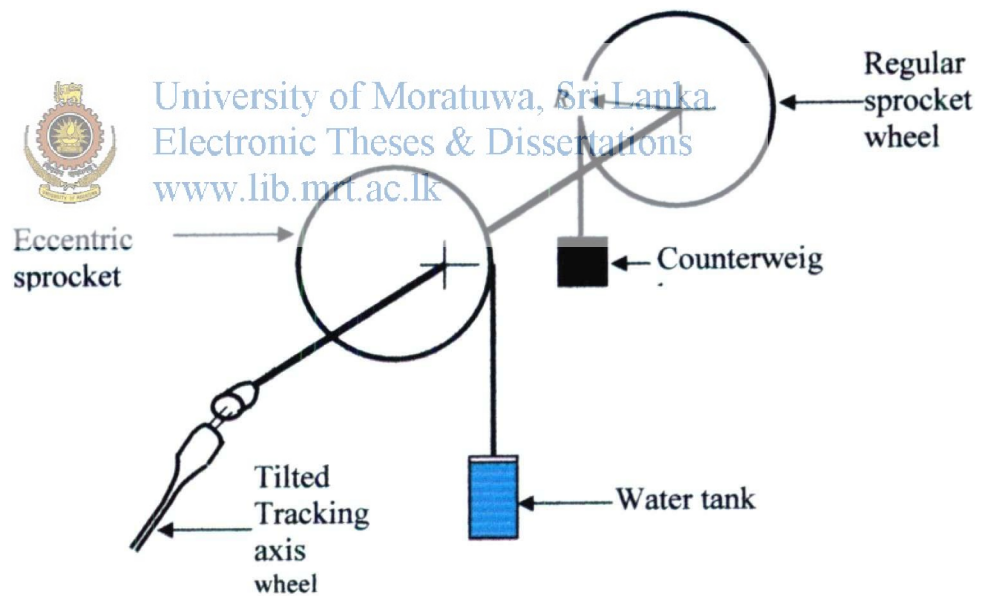 University of Moratuwa, Sri Lanka.
Electronic Theses & Dissertations
www.lib.mrt.ac.lk
Regular
sprocket
wheel
R
Eccentric
sprocket
Counterweig
Water tank
Tilted
Tracking
axis
wheel